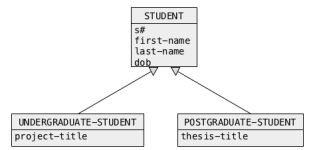 STUDENT
s#
first-name
last-name
dob
UNDERGRADUATE-STUDENT
project-title
POSTGRADUATE-STUDENT
thesis-title